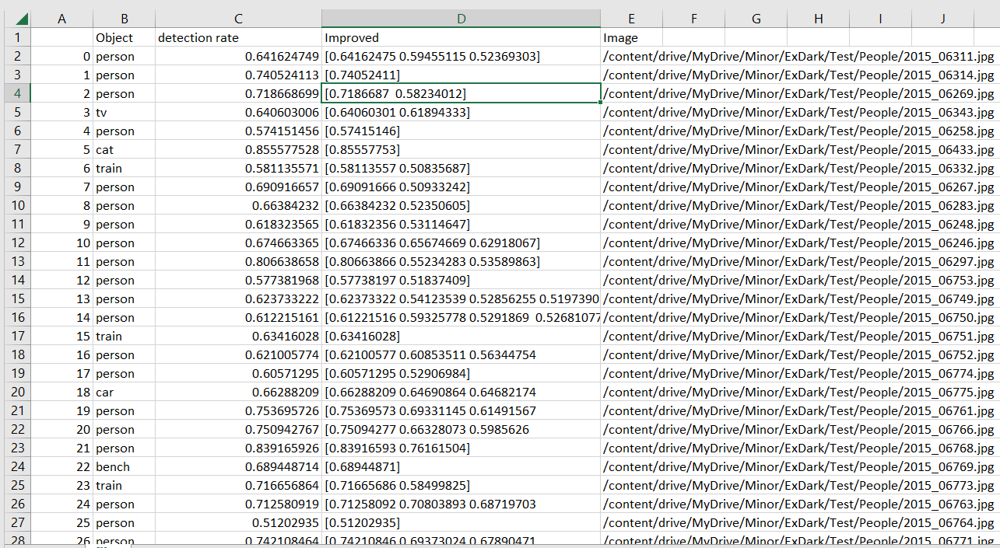 A B C D E F G H I J
1 Object detection rate Improved Image
2 0 person 0.641624749 [0.64162475 0.59455115 0.52369303] /content/drive/MyDrive/Minor/ExDark/Test/People/2015_06311.jpg
3 1 person 0.740524113 [0.74052411] /content/drive/MyDrive/Minor/ExDark/Test/People/2015_06314.jpg
4 2 person 0.718668699 [0.7186687  0.58234012] /content/drive/MyDrive/Minor/ExDark/Test/People/2015_06269.jpg
5 3 tv 0.640603006 [0.64060301 0.61894333] /content/drive/MyDrive/Minor/ExDark/Test/People/2015_06343.jpg
6 4 person 0.574151456 [0.57415146] /content/drive/MyDrive/Minor/ExDark/Test/People/2015_06258.jpg
7 5 cat 0.855577528 [0.85557753] /content/drive/MyDrive/Minor/ExDark/Test/People/2015_06433.jpg
8 6 train 0.581135571 [0.58113557 0.50835687] /content/drive/MyDrive/Minor/ExDark/Test/People/2015_06332.jpg
9 7 person 0.690916657 [0.69091666 0.50933242] /content/drive/MyDrive/Minor/ExDark/Test/People/2015_06267.jpg
10 8 person 0.66384232 [0.66384232 0.52350605] /content/drive/MyDrive/Minor/ExDark/Test/People/2015_06283.jpg
11 9 person 0.618323565 [0.61832356 0.53114647] /content/drive/MyDrive/Minor/ExDark/Test/People/2015_06248.jpg
12 10 person 0.674663365 [0.67466336 0.65674669 0.62918067] /content/drive/MyDrive/Minor/ExDark/Test/People/2015_06246.jpg
13 11 person 0.806638658 [0.80663866 0.55234283 0.53589863] /content/drive/MyDrive/Minor/ExDark/Test/People/2015_06297.jpg
14 12 person 0.577381968 [0.57738197 0.51837409] /content/drive/MyDrive/Minor/ExDark/Test/People/2015_06753.jpg
15 13 person 0.623733222 [0.62373322 0.54123539 0.52856255 0.5197390 /content/drive/MyDrive/Minor/ExDark/Test/People/2015_06749.jpg
16 14 person 0.612215161 [0.61221516 0.59325778 0.5291869  0.52681077 /content/drive/MyDrive/Minor/ExDark/Test/People/2015_06750.jpg
17 15 train 0.63416028 [0.63416028] /content/drive/MyDrive/Minor/ExDark/Test/People/2015_06751.jpg
18 16 person 0.621005774 [0.62100577 0.60853511 0.56344754 /content/drive/MyDrive/Minor/ExDark/Test/People/2015_06752.jpg
19 17 person 0.60571295 [0.60571295 0.52906984] /content/drive/MyDrive/Minor/ExDark/Test/People/2015_06774.jpg
20 18 car 0.66288209 [0.66288209 0.64690864 0.64682174 /content/drive/MyDrive/Minor/ExDark/Test/People/2015_06775.jpg
21 19 person 0.753695726 [0.75369573 0.69331145 0.61491567 /content/drive/MyDrive/Minor/ExDark/Test/People/2015_06761.jpg
22 20 person 0.750942767 [0.75094277 0.66328073 0.5985626 /content/drive/MyDrive/Minor/ExDark/Test/People/2015_06766.jpg
23 21 person 0.839165926 [0.83916593 0.76161504] /content/drive/MyDrive/Minor/ExDark/Test/People/2015_06768.jpg
24 22 bench 0.689448714 [0.68944871] /content/drive/MyDrive/Minor/ExDark/Test/People/2015_06769.jpg
25 23 train 0.716656864 [0.71665686 0.58499825] /content/drive/MyDrive/Minor/ExDark/Test/People/2015_06773.jpg
26 24 person 0.712580919 [0.71258092 0.70803893 0.68719703 /content/drive/MyDrive/Minor/ExDark/Test/People/2015_06763.jpg
27 25 person 0.51202935 [0.51202935] /content/drive/MyDrive/Minor/ExDark/Test/People/2015_06764.jpg
28 26 person 0.742108464 [0.74210846 0.69373024 0.67890471 /content/drive/MyDrive/Minor/ExDark/Test/People/2015_06771.jpg